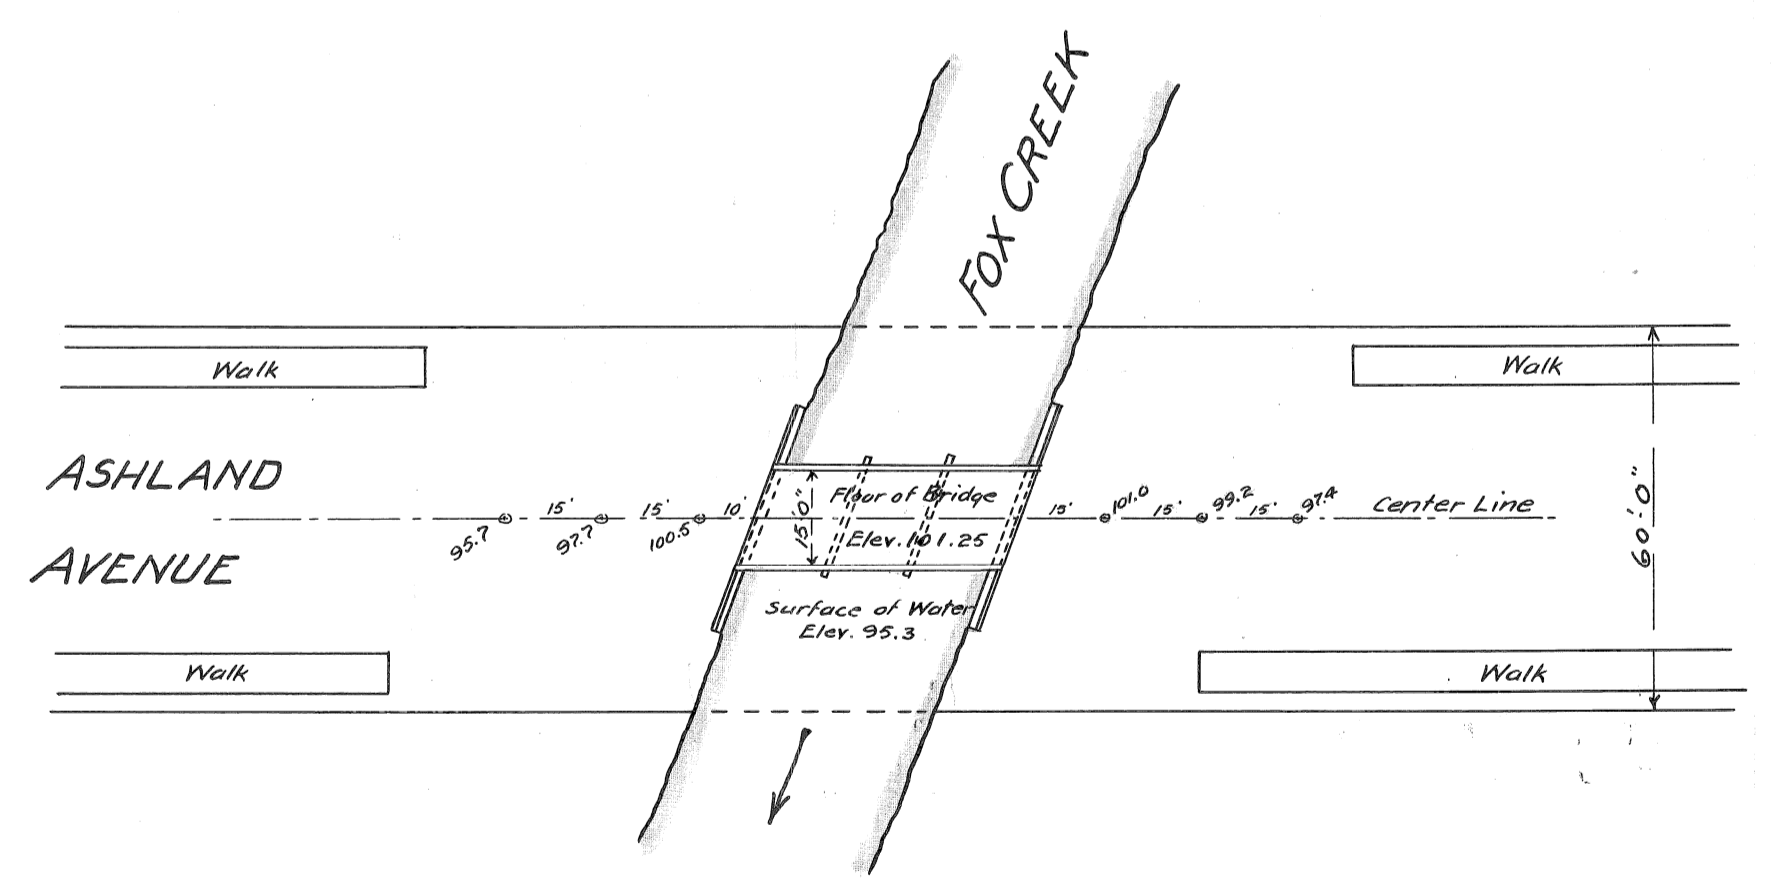 FOX CREEK
Walk
Walk
ASHLAND
AVENUE
95.7
15'
97.7
15'
100.5
10'
15'0"
Floor of Bridge
Elev. 101.25
15'
101.0
15'
99.2
15'
97.4
Center Line
60'0"
Surface of Water
Elev. 95.3
Walk
Walk